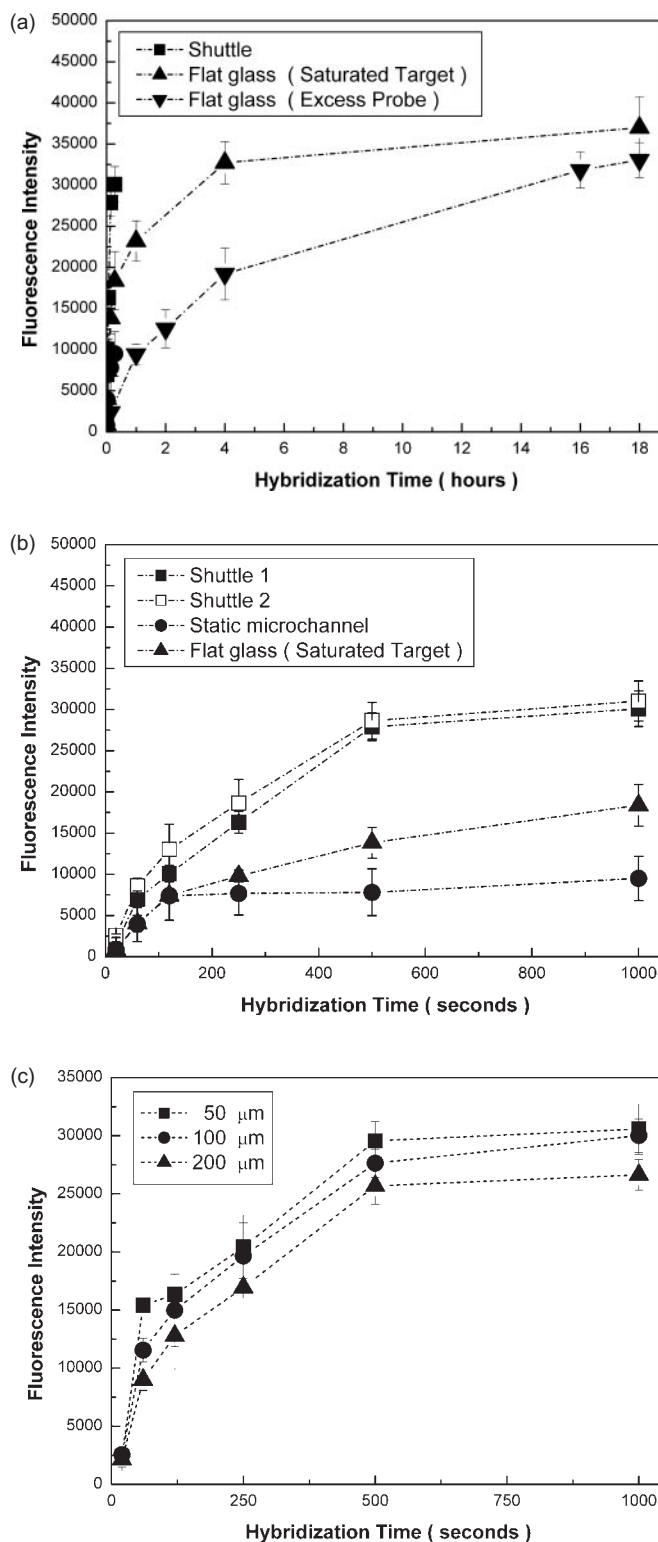 (a)
50000
45000
40000
35000
30000
25000
20000
15000
10000
5000
0
Fluorescence Intensity
Shuttle
Flat glass ( Saturated Target )
Flat glass ( Excess Probe )
0 2 4 6 8 10 12 14 16 18
Hybridization Time ( hours )
(b)
50000
45000
40000
35000
30000
25000
20000
15000
10000
5000
0
Fluorescence Intensity
Shuttle 1
Shuttle 2
Static microchannel
Flat glass ( Saturated Target )
0 200 400 600 800 1000
Hybridization Time ( seconds )
(c)
35000
30000
25000
20000
15000
10000
5000
0
Fluorescence Intensity
50 μm
100 μm
200 μm
0 250 500 750 1000
Hybridization Time ( seconds )